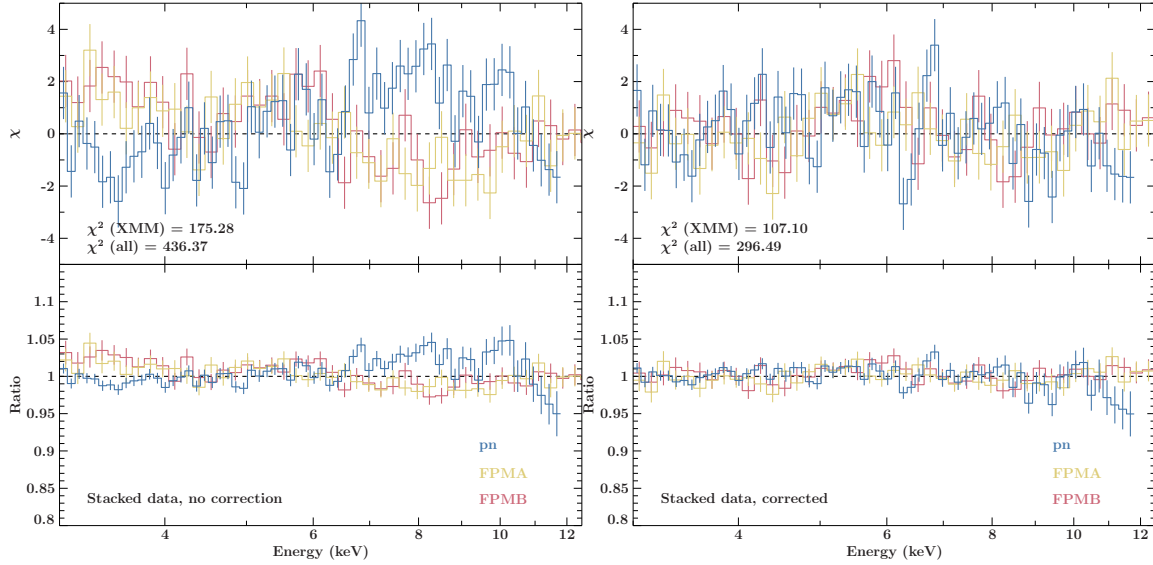 4
2
0
-2
-4
χ
χ² (XMM) = 175.28
χ² (all) = 436.37
1.1
1.05
1
0.95
0.9
0.85
0.8
Ratio
pn
FPMA
FPMB
Stacked data, no correction
4
6
8
10
12
Energy (keV)
4
2
0
-2
-4
χ
χ² (XMM) = 107.10
χ² (all) = 296.49
1.1
1.05
1
0.95
0.9
0.85
0.8
Ratio
pn
FPMA
FPMB
Stacked data, corrected
4
6
8
10
12
Energy (keV)